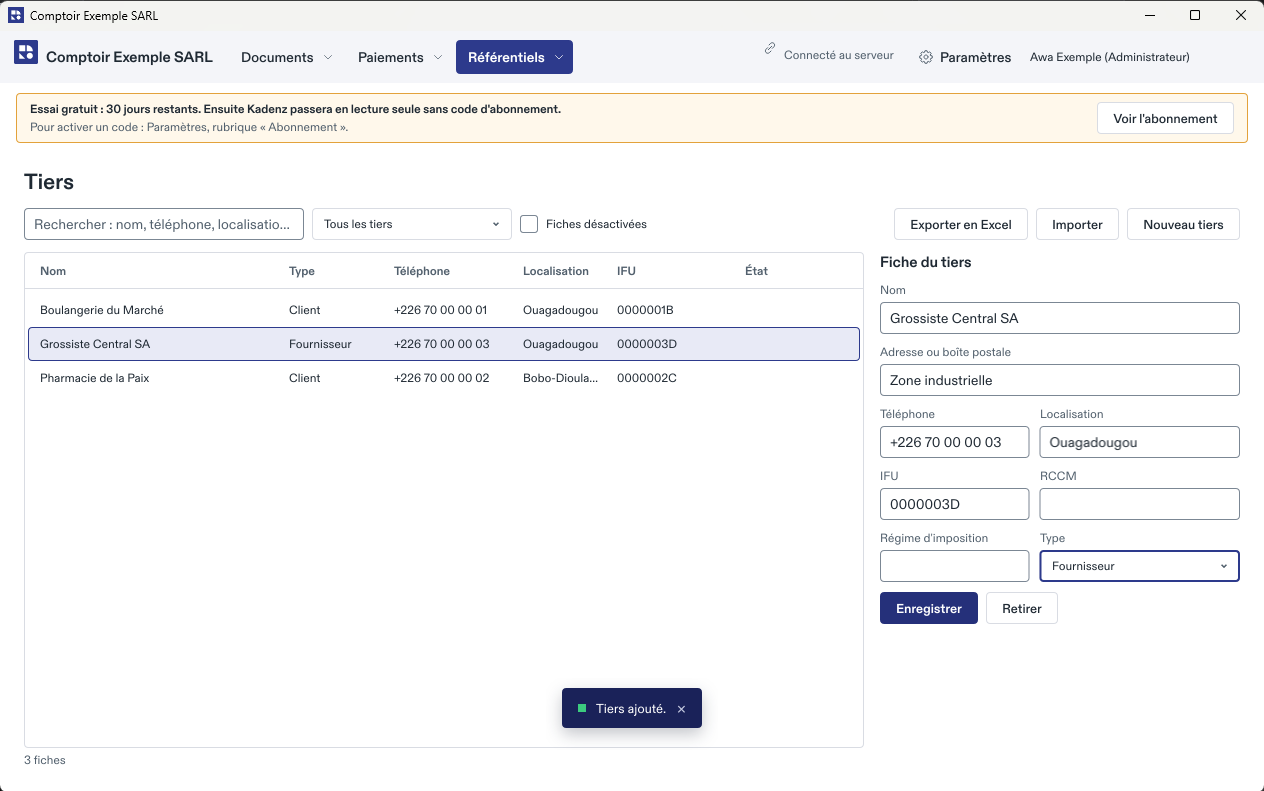 Comptoir Exemple SARL
Comptoir Exemple SARL Documents Paiements Référentiels Connecté au serveur Paramètres Awa Exemple (Administrateur)
Essai gratuit : 30 jours restants. Ensuite Kadenz passera en lecture seule sans code d'abonnement.
Pour activer un code : Paramètres, rubrique « Abonnement ».
Voir l'abonnement
Tiers
Rechercher : nom, téléphone, localisatio... Tous les tiers Fiches désactivées Exporter en Excel Importer Nouveau tiers
Nom Type Téléphone Localisation IFU État
Boulangerie du Marché Client +226 70 00 00 01 Ouagadougou 0000001B
Grossiste Central SA Fournisseur +226 70 00 00 03 Ouagadougou 0000003D
Pharmacie de la Paix Client +226 70 00 00 02 Bobo-Dioula... 0000002C
3 fiches
Fiche du tiers
Nom
Grossiste Central SA
Adresse ou boîte postale
Zone industrielle
Téléphone Localisation
+226 70 00 00 03 Ouagadougou
IFU RCCM
0000003D
Régime d'imposition Type
Fournisseur
Enregistrer Retirer
Tiers ajouté.